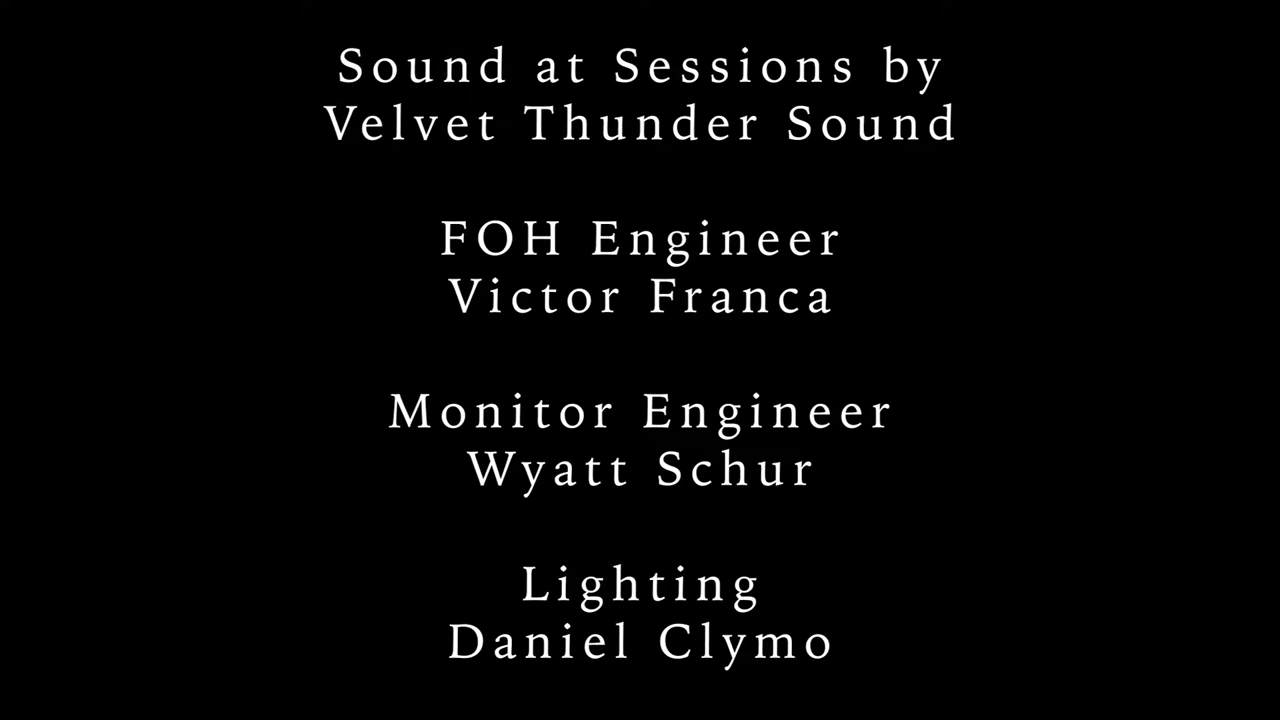 Sound at Sessions by
Velvet Thunder Sound
FOH Engineer
Victor Franca
Monitor Engineer
Wyatt Schur
Lighting
Daniel Clymo